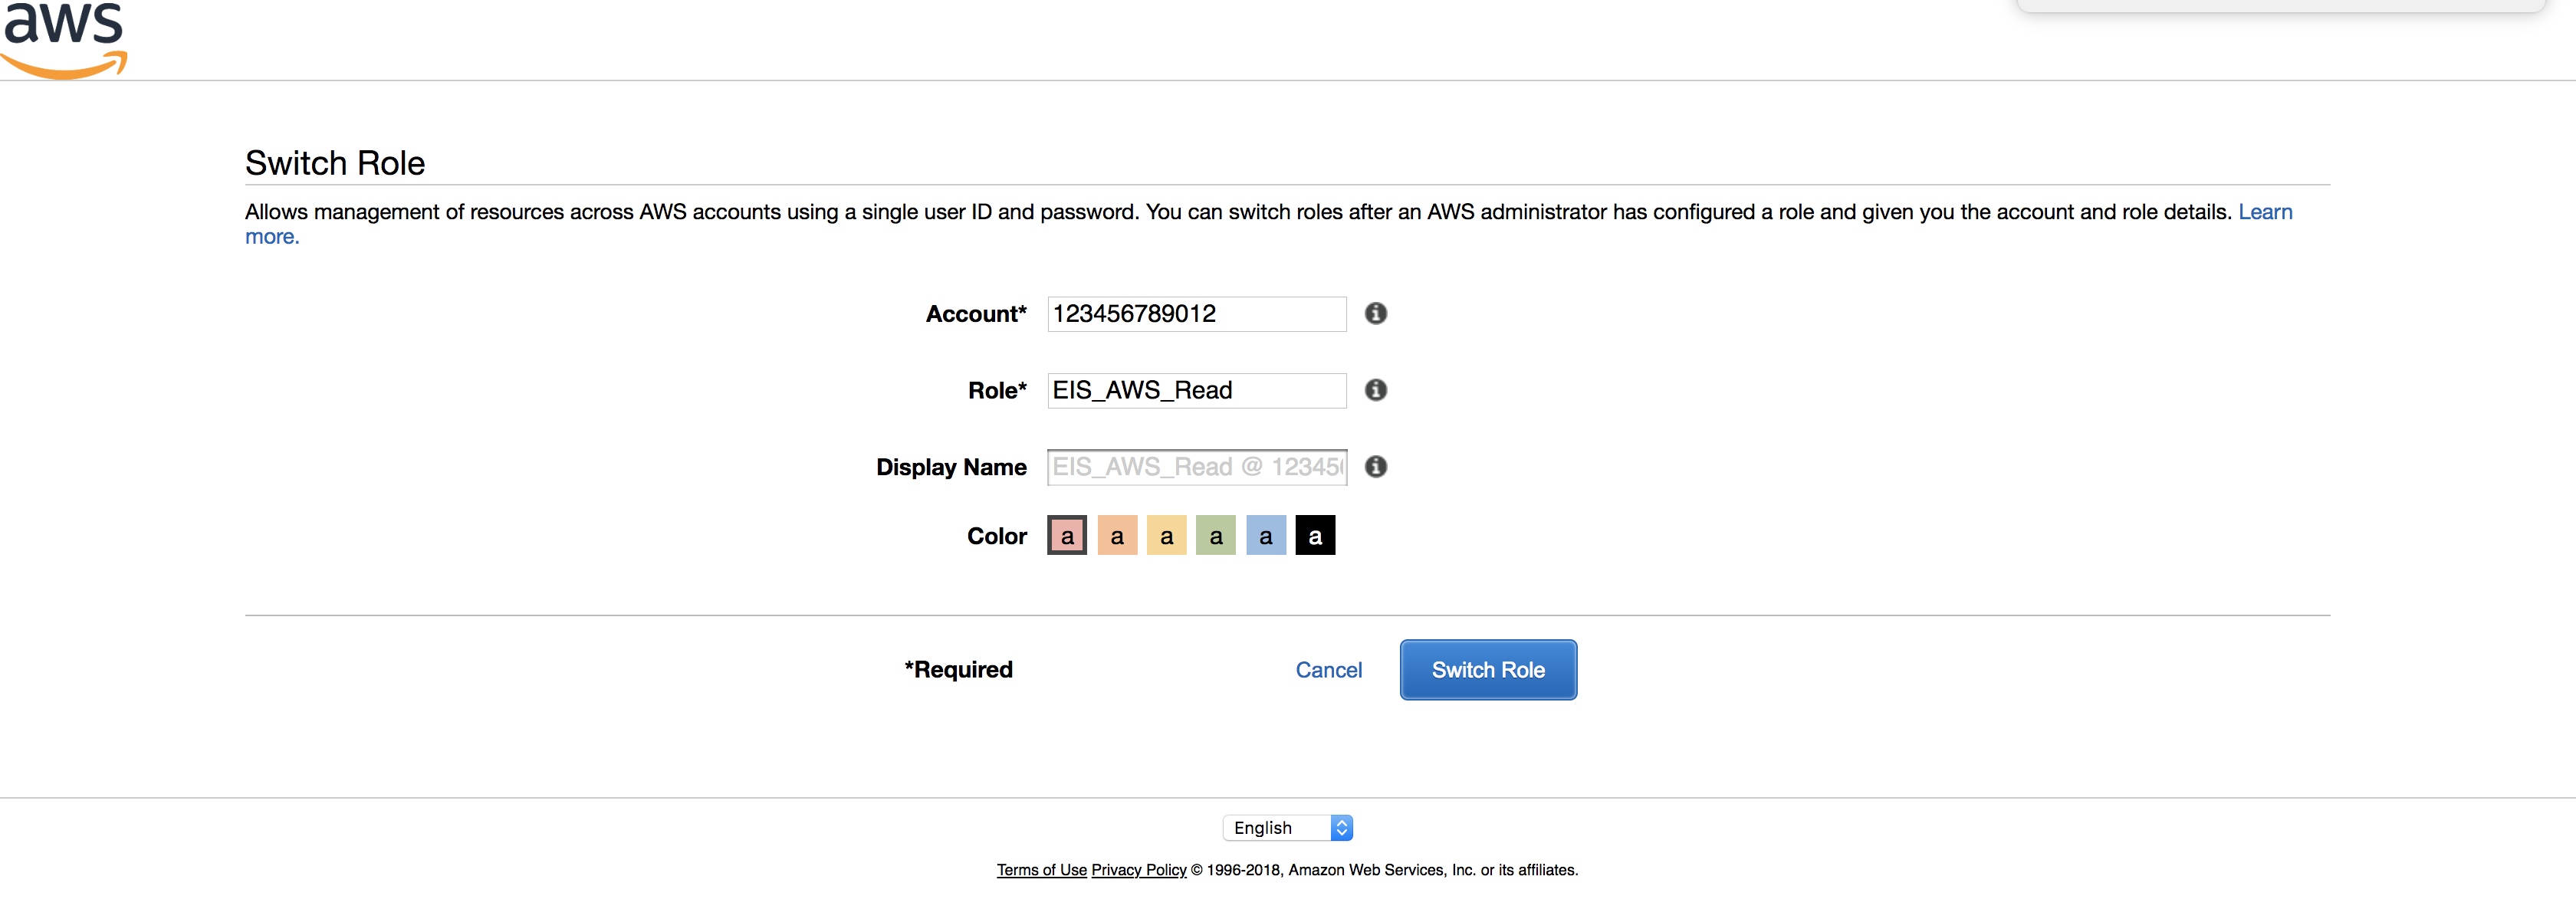 aws
Switch Role
Allows management of resources across AWS accounts using a single user ID and password. You can switch roles after an AWS administrator has configured a role and given you the account and role details. Learn
more.
Account* 123456789012
Role* EIS_AWS_Read
Display Name EIS_AWS_Read @ 12345
Color a a a a a a
*Required Cancel Switch Role
English
Terms of Use Privacy Policy © 1996-2018, Amazon Web Services, Inc. or its affiliates.